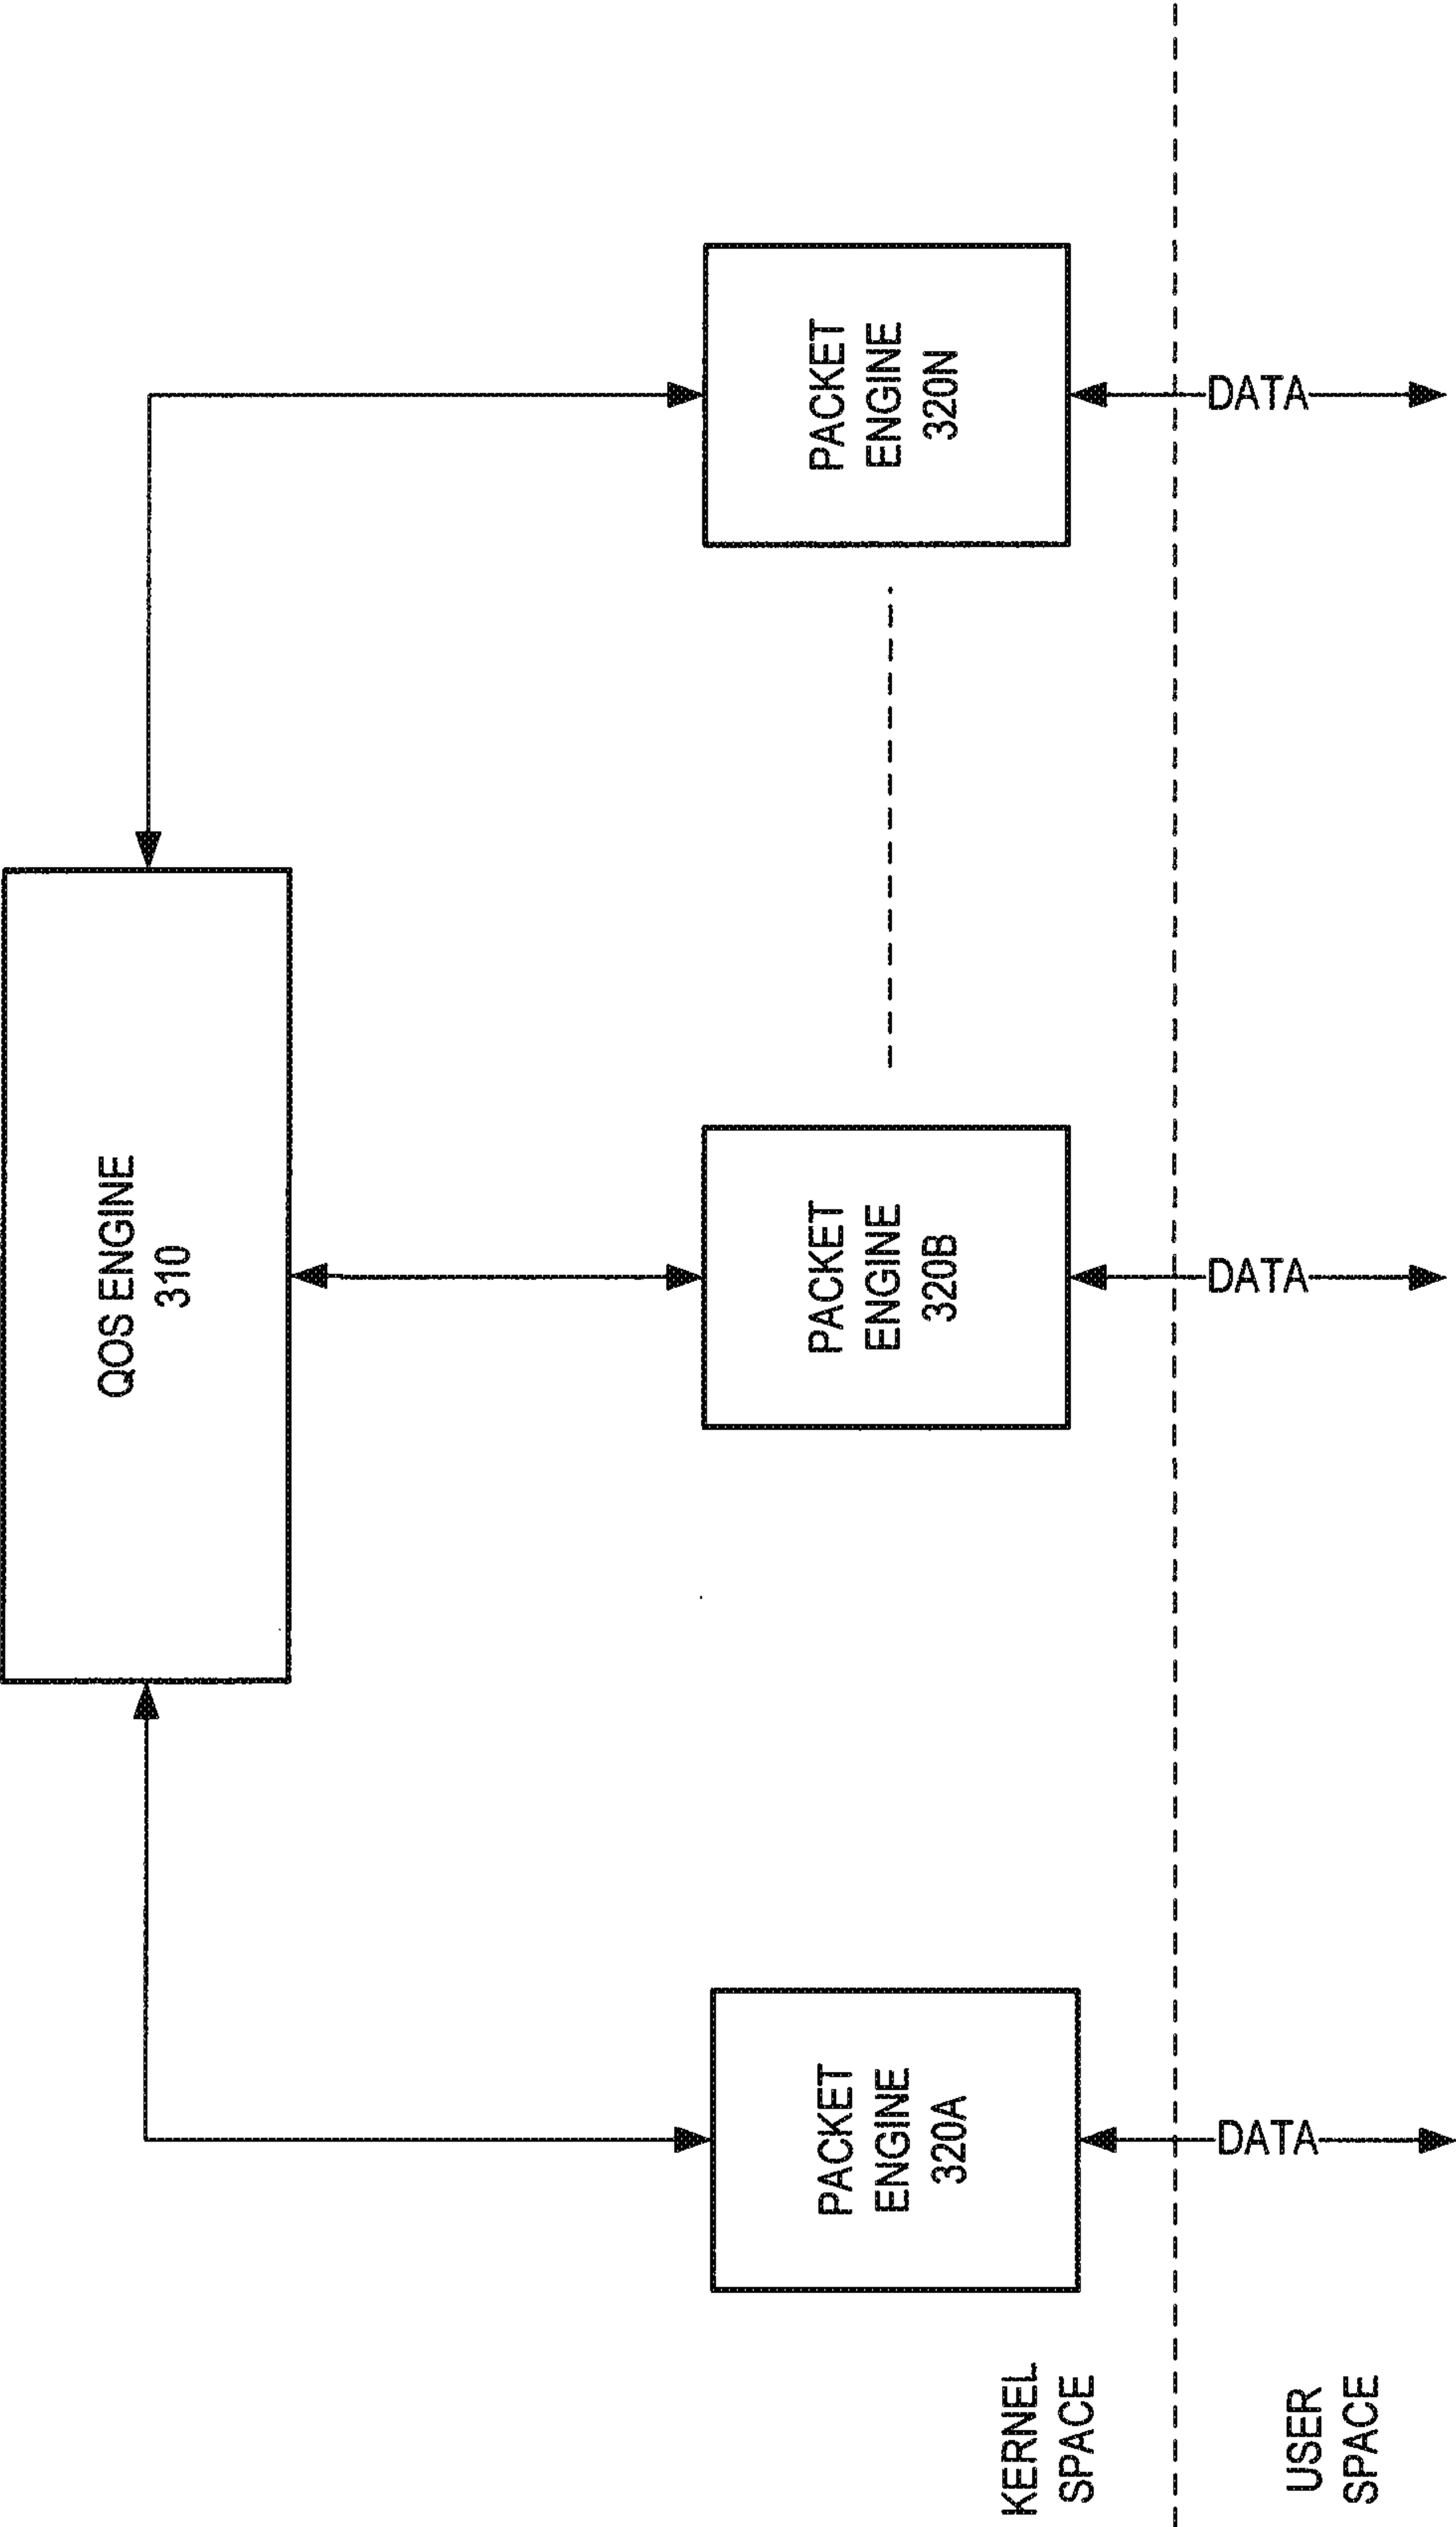 QOS ENGINE
310
PACKET
ENGINE
320A
PACKET
ENGINE
320B
PACKET
ENGINE
320N
KERNEL
SPACE
DATA
DATA
DATA
USER
SPACE